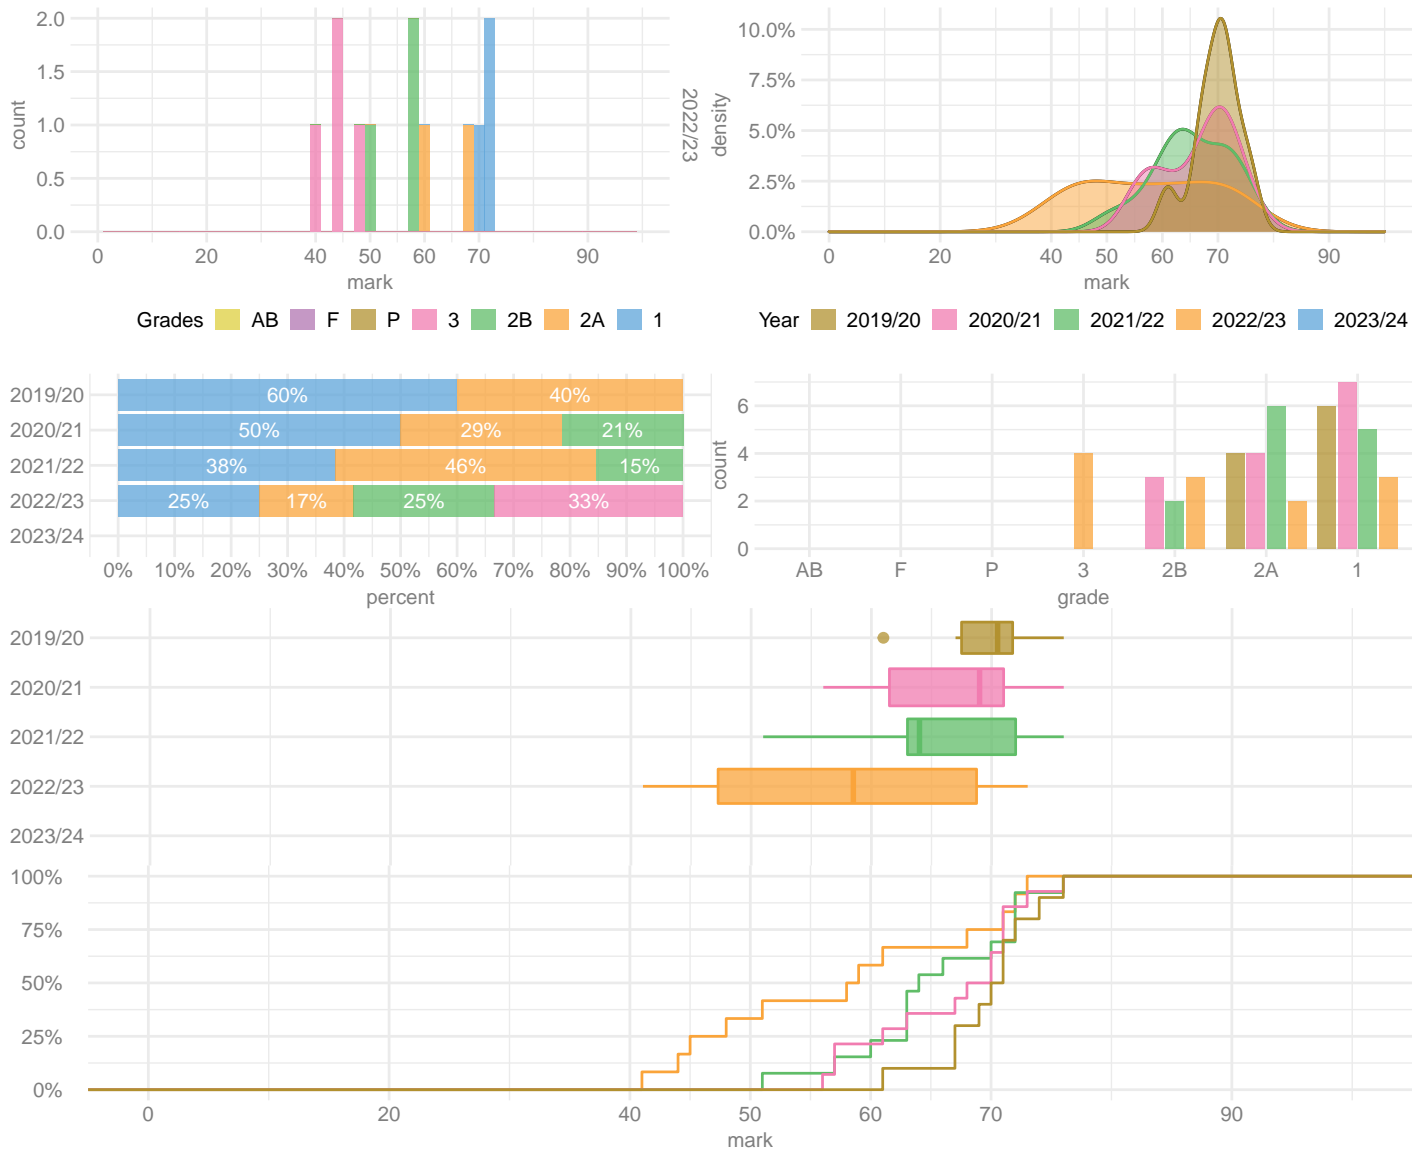 2.0
1.5
1.0
0.5
0.0
count
0 20 40 50 60 70 90
mark
2022/23
10.0%
7.5%
5.0%
2.5%
0.0%
density
0 20 40 50 60 70 90
mark
Grades AB F P 3 2B 2A 1
Year 2019/20 2020/21 2021/22 2022/23 2023/24
2019/20 60% 40%
2020/21 50% 29% 21%
2021/22 38% 46% 15%
2022/23 25% 17% 25% 33%
2023/24
0% 10% 20% 30% 40% 50% 60% 70% 80% 90% 100%
percent
6
4
2
0
count
AB F P 3 2B 2A 1
grade
2019/20
2020/21
2021/22
2022/23
2023/24
100%
75%
50%
25%
0%
0 20 40 50 60 70 90
mark